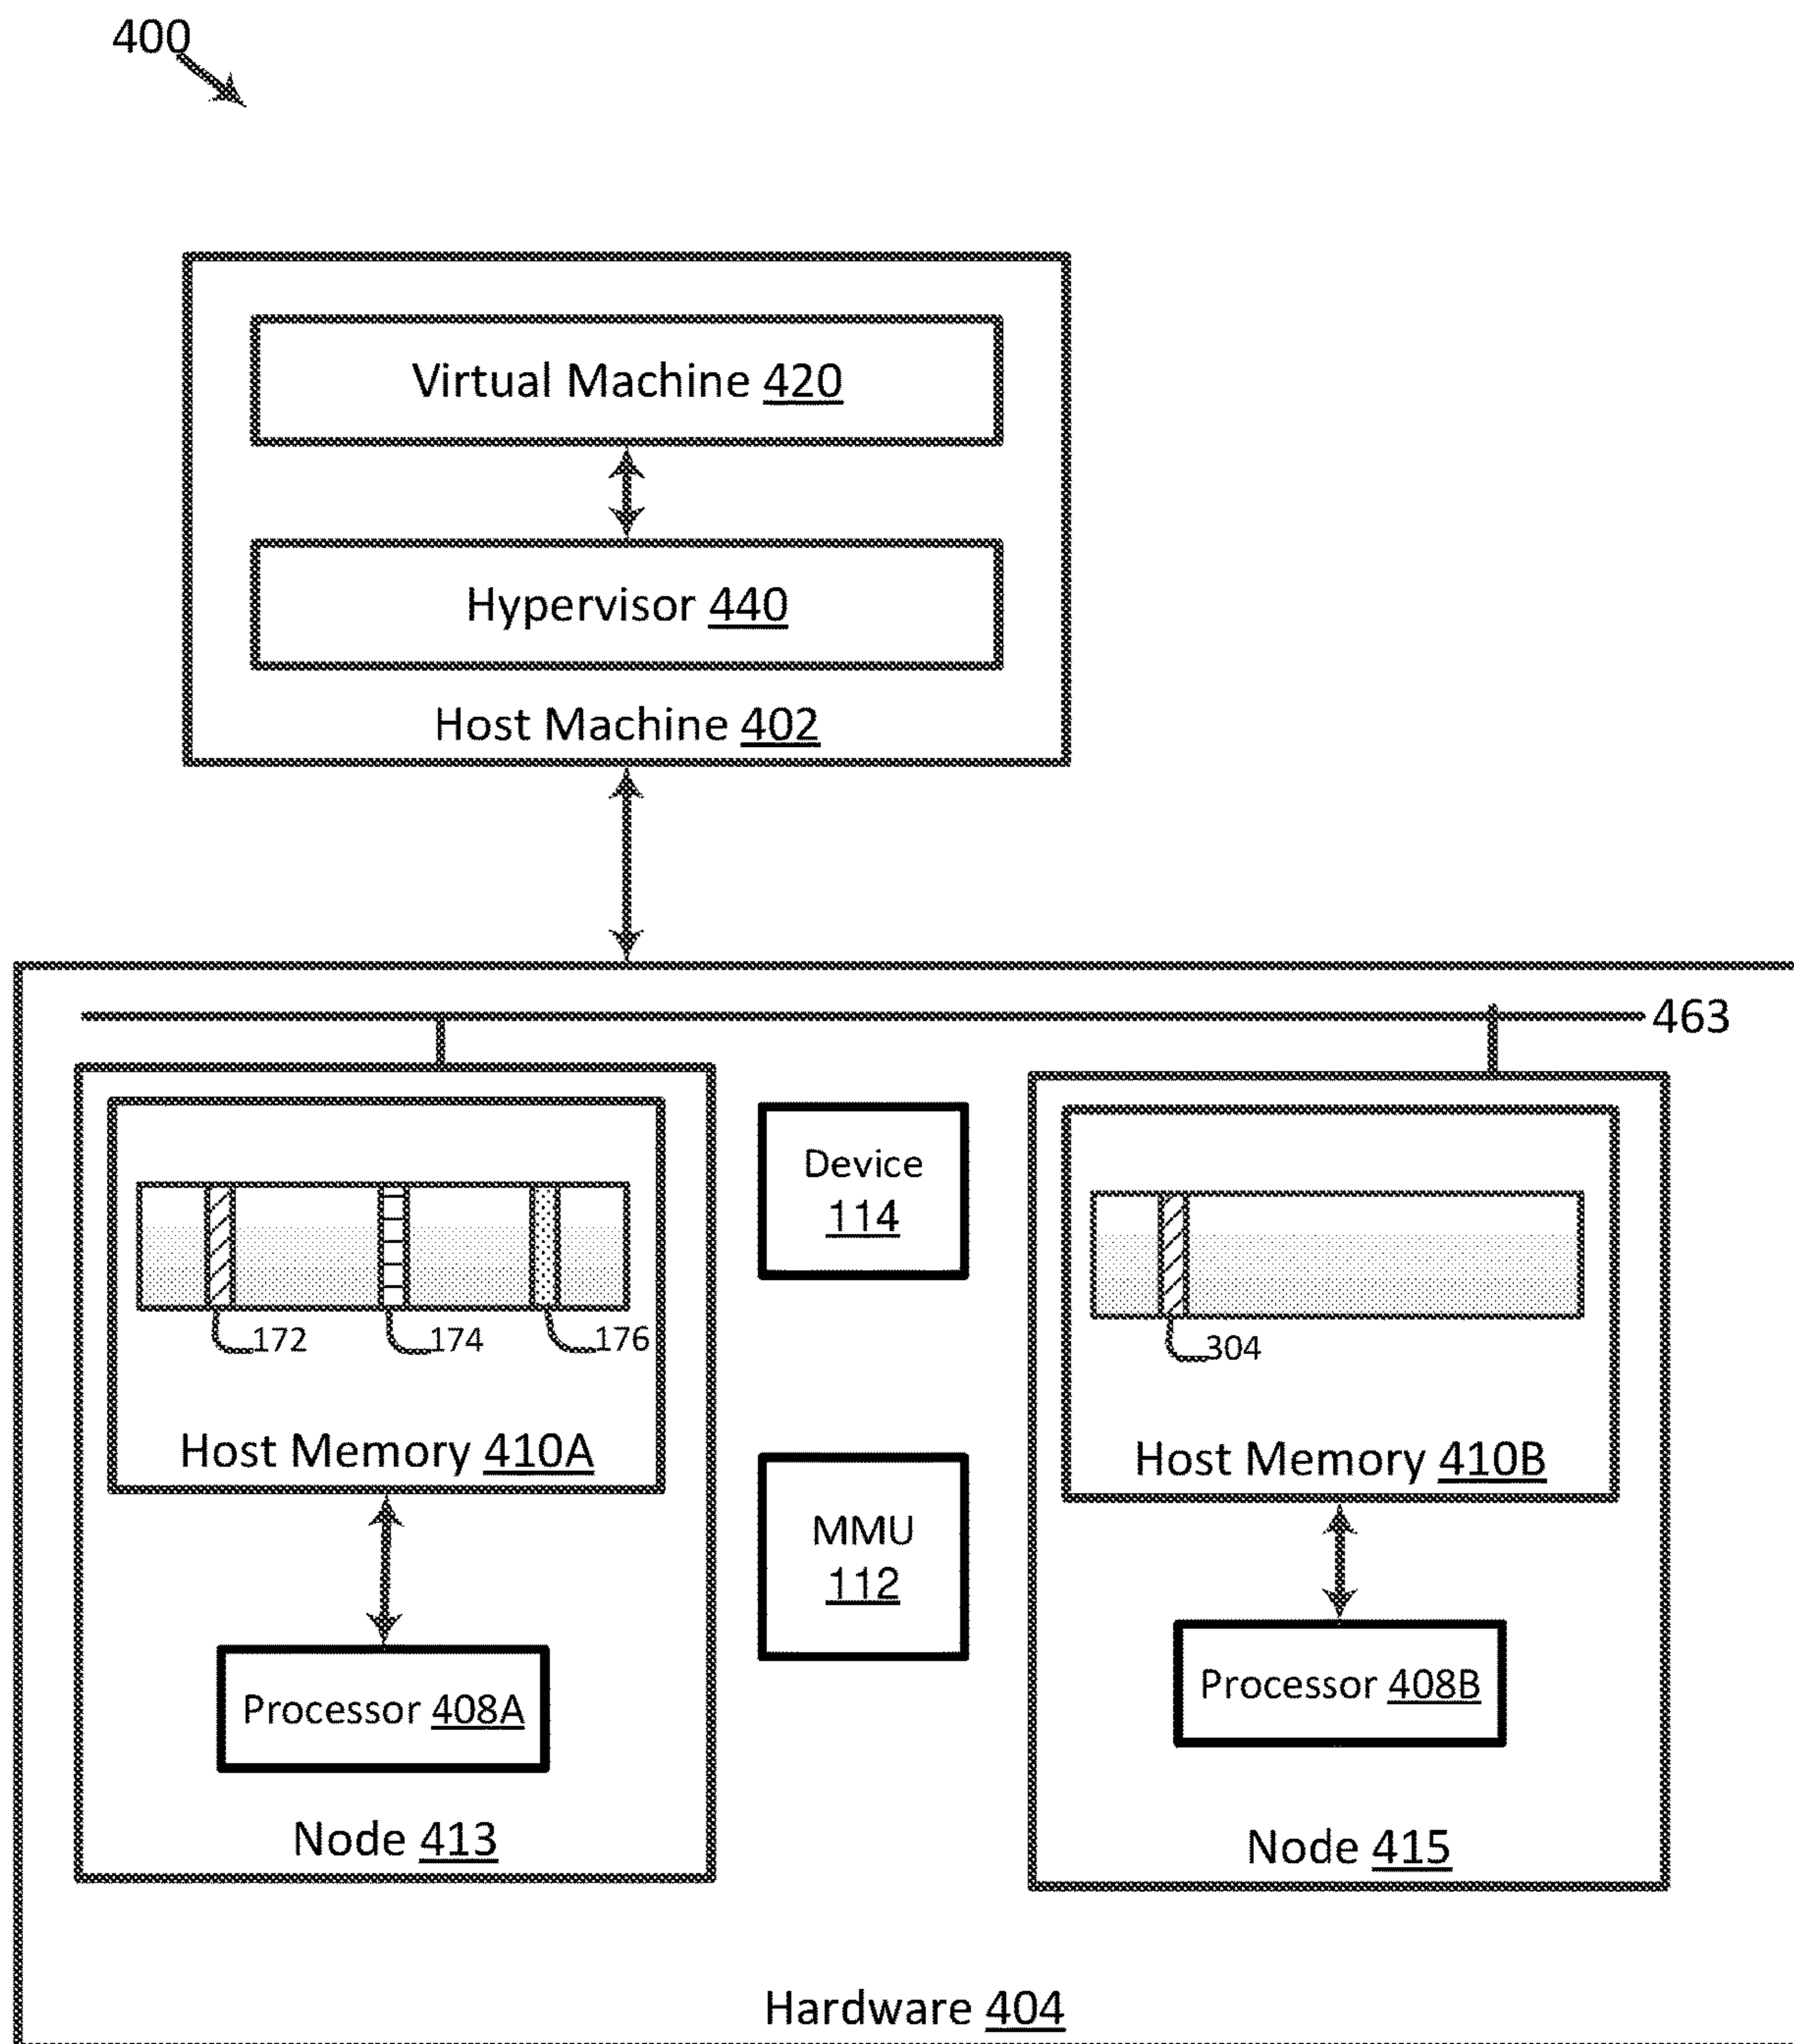 400
Virtual Machine 420
Hypervisor 440
Host Machine 402
463
Device
114
172
174
176
304
Host Memory 410A
Host Memory 410B
MMU
112
Processor 408A
Processor 408B
Node 413
Node 415
Hardware 404